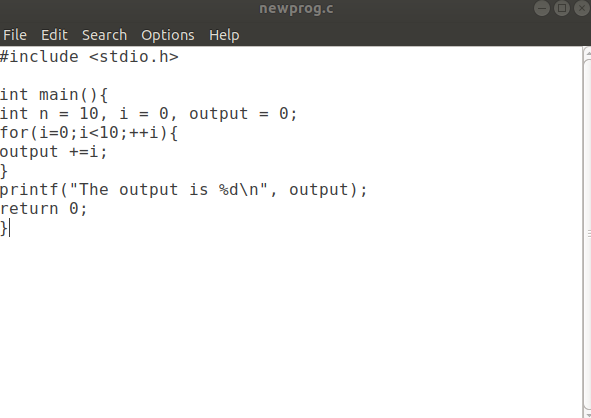 newprog.c
File Edit Search Options Help
#include <stdio.h>
int main(){
int n = 10, i = 0, output = 0;
for(i=0;i<10;++i){
output +=i;
}
printf("The output is %d\n", output);
return 0;
}